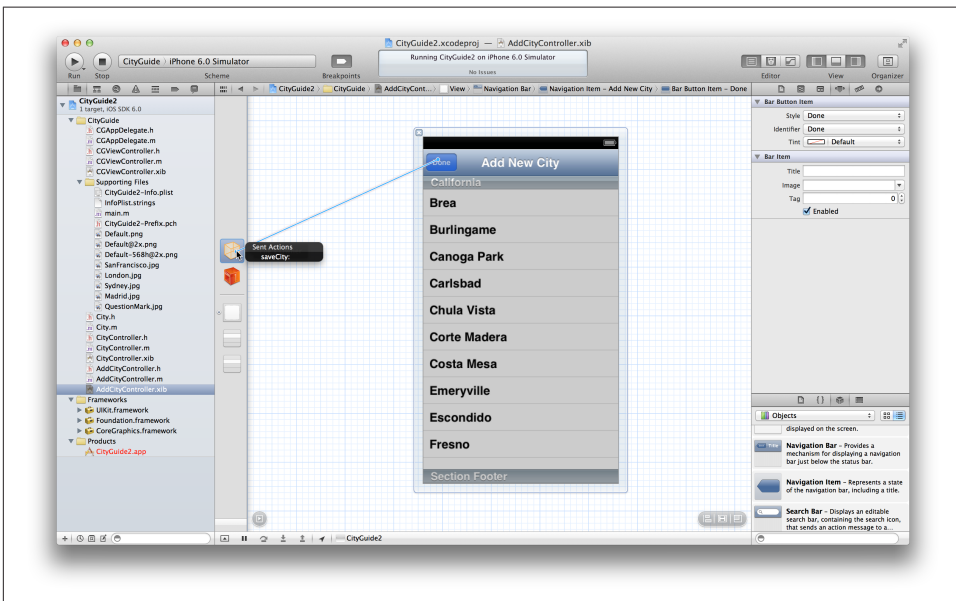 CityGuide2.xcodeproj — AddCityController.xib
CityGuide › iPhone 6.0 Simulator
Running CityGuide2 on iPhone 6.0 Simulator
No Issues
Run Stop Scheme Breakpoints Editor View Organizer
CityGuide2 › CityGuide › AddCityCont... › View › Navigation Bar › Navigation Item – Add New City › Bar Button Item – Done
CityGuide2
1 target, iOS SDK 6.0
CityGuide
CGAppDelegate.h
CGAppDelegate.m
CGViewController.h
CGViewController.m
CGViewController.xib
Supporting Files
CityGuide2-Info.plist
InfoPlist.strings
main.m
CityGuide2-Prefix.pch
Default.png
Default@2x.png
Default-568h@2x.png
SanFrancisco.jpg
London.jpg
Sydney.jpg
Madrid.jpg
QuestionMark.jpg
City.h
City.m
CityController.h
CityController.m
CityController.xib
AddCityController.h
AddCityController.m
AddCityController.xib
Frameworks
UIKit.framework
Foundation.framework
CoreGraphics.framework
Products
CityGuide2.app
Sent Actions
saveCity:
Done
Add New City
California
Brea
Burlingame
Canoga Park
Carlsbad
Chula Vista
Corte Madera
Costa Mesa
Emeryville
Escondido
Fresno
Section Footer
CityGuide2
Bar Button Item
Style Done
Identifier Done
Tint Default
Bar Item
Title
Image
Tag 0
Enabled
Objects
displayed on the screen.
Title
Navigation Bar – Provides a
mechanism for displaying a navigation
bar just below the status bar.
Navigation Item – Represents a state
of the navigation bar, including a title.
Search Bar – Displays an editable
search bar, containing the search icon,
that sends an action message to a...